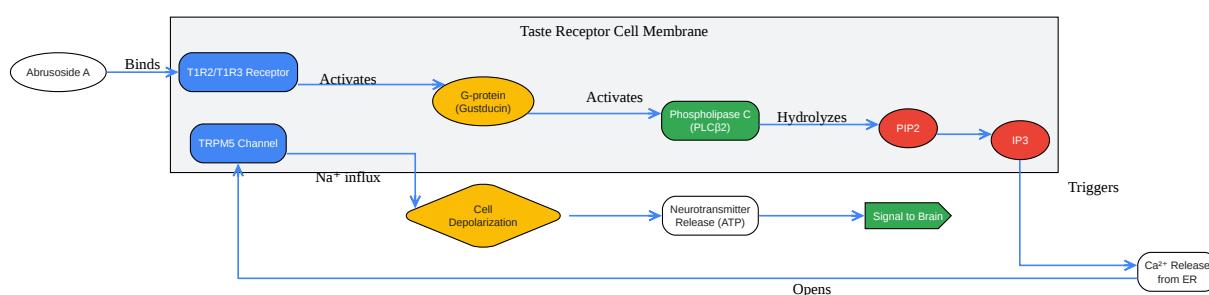 Taste Receptor Cell Membrane
Abrusoside A
Binds
T1R2/T1R3 Receptor
Activates
G-protein
(Gustducin)
Activates
Phospholipase C
(PLCβ2)
Hydrolyzes
PIP2
IP3
TRPM5 Channel
Na⁺ influx
Triggers
Cell
Depolarization
Neurotransmitter
Release (ATP)
Signal to Brain
Ca²⁺ Release
from ER
Opens